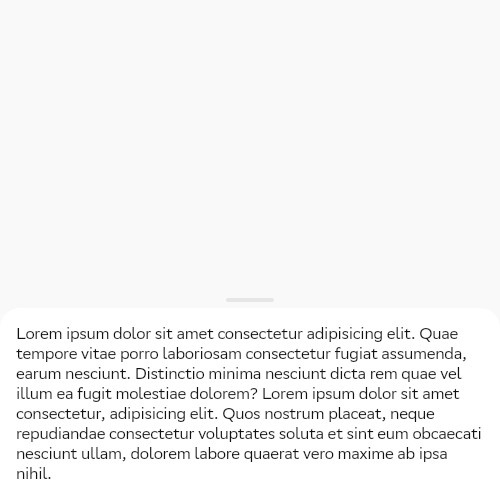 Lorem ipsum dolor sit amet consectetur adipisicing elit. Quae
tempore vitae porro laboriosam consectetur fugiat assumenda,
earum nesciunt. Distinctio minima nesciunt dicta rem quae vel
illum ea fugit molestiae dolorem? Lorem ipsum dolor sit amet
consectetur, adipisicing elit. Quos nostrum placeat, neque
repudiandae consectetur voluptates soluta et sint eum obcaecati
nesciunt ullam, dolorem labore quaerat vero maxime ab ipsa
nihil.